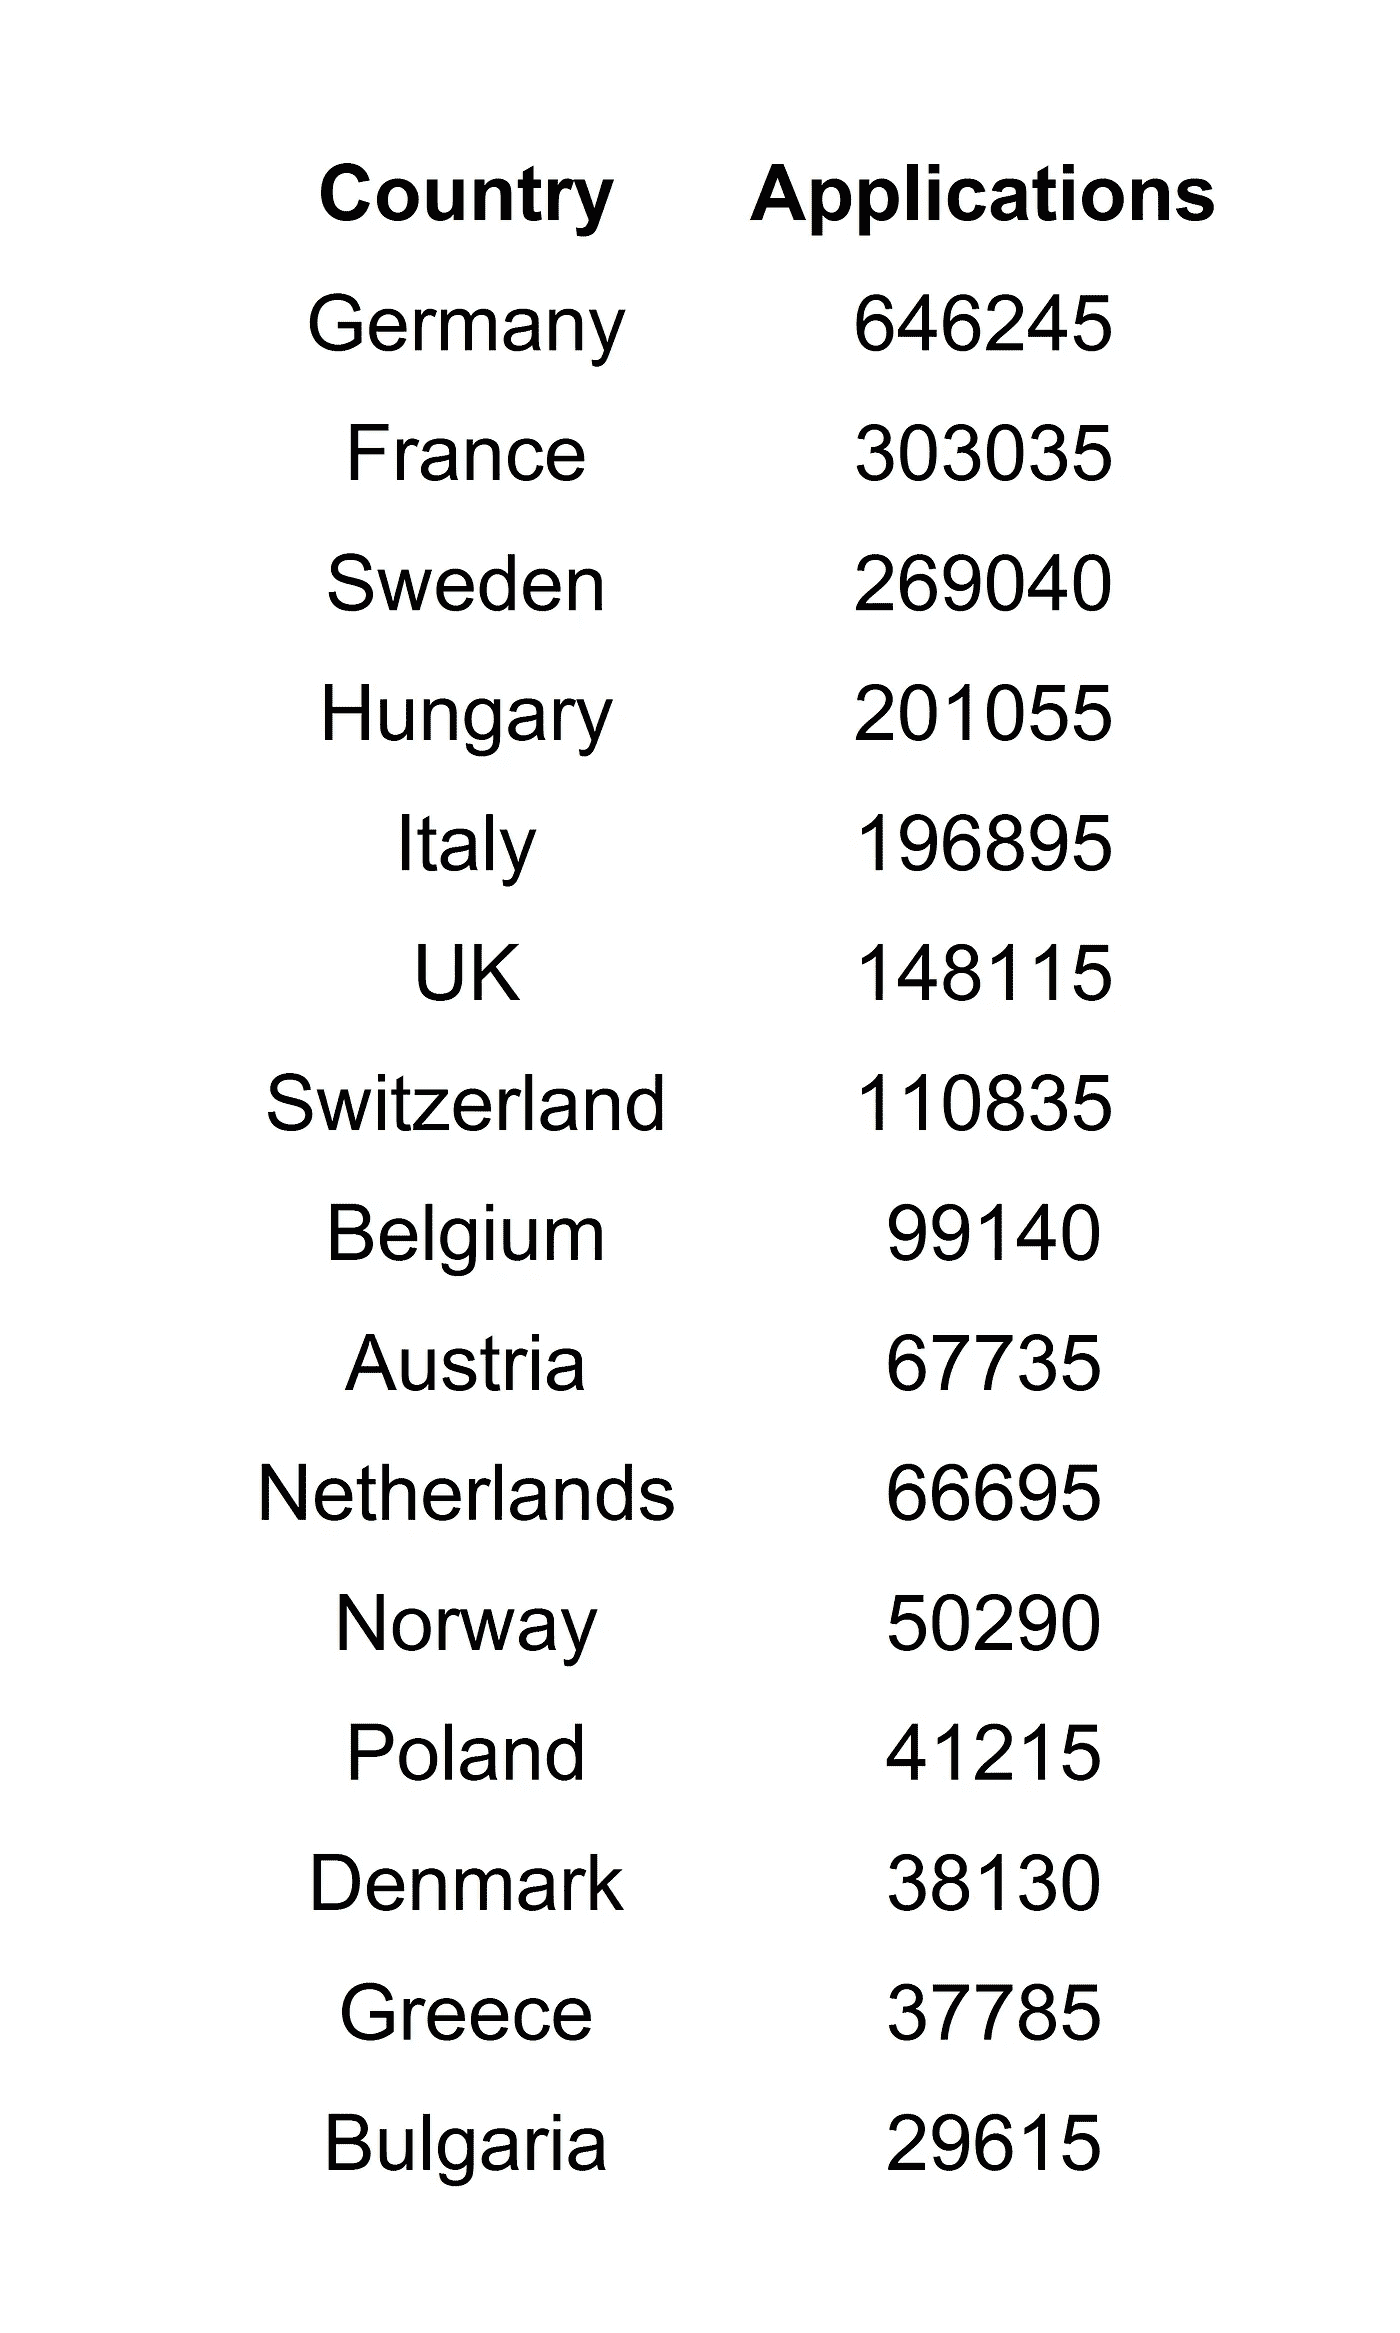 Country Applications
Germany 646245
France 303035
Sweden 269040
Hungary 201055
Italy 196895
UK 148115
Switzerland 110835
Belgium 99140
Austria 67735
Netherlands 66695
Norway 50290
Poland 41215
Denmark 38130
Greece 37785
Bulgaria 29615